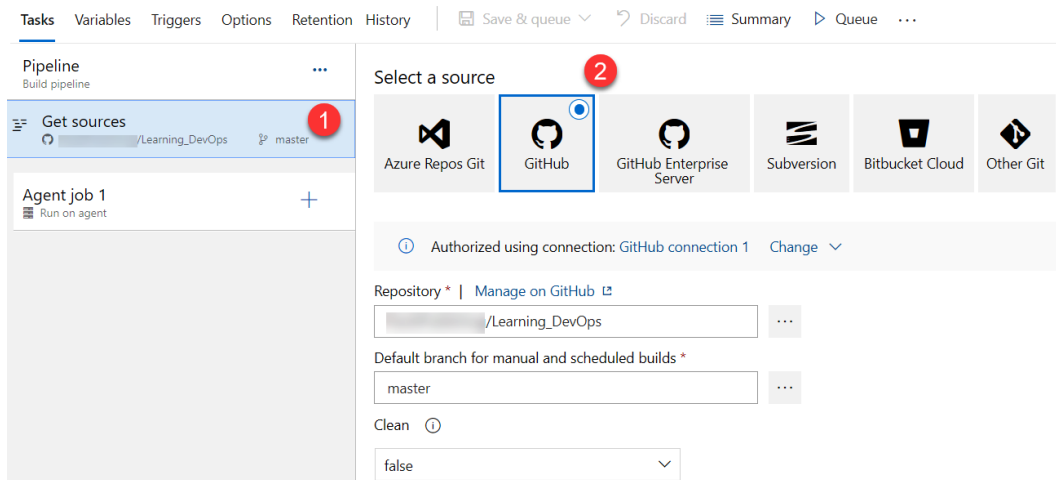 Tasks Variables Triggers Options Retention History Save & queue Discard Summary Queue ...
Pipeline ...
Build pipeline
Get sources 1
/Learning_DevOps master
Agent job 1
Run on agent
Select a source 2
Azure Repos Git
GitHub
GitHub Enterprise
Server
Subversion
Bitbucket Cloud
Other Git
Authorized using connection: GitHub connection 1 Change
Repository * | Manage on GitHub
/Learning_DevOps ...
Default branch for manual and scheduled builds *
master ...
Clean
false